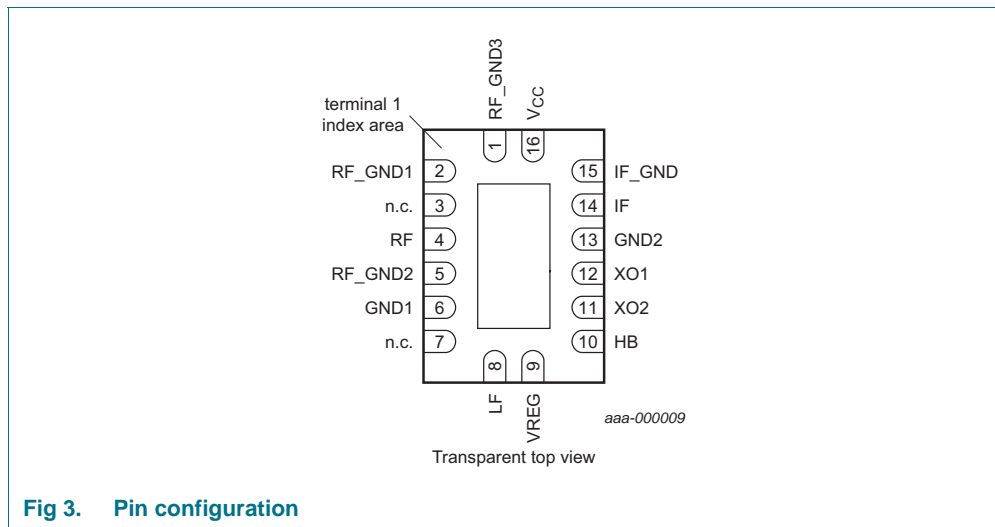 RF_GND3
VCC
terminal 1
index area
1
16
RF_GND1 2
15 IF_GND
n.c. 3
14 IF
RF 4
13 GND2
RF_GND2 5
12 XO1
GND1 6
11 XO2
n.c. 7
10 HB
8
9
LF
VREG
aaa-000009
Transparent top view
Fig 3. Pin configuration